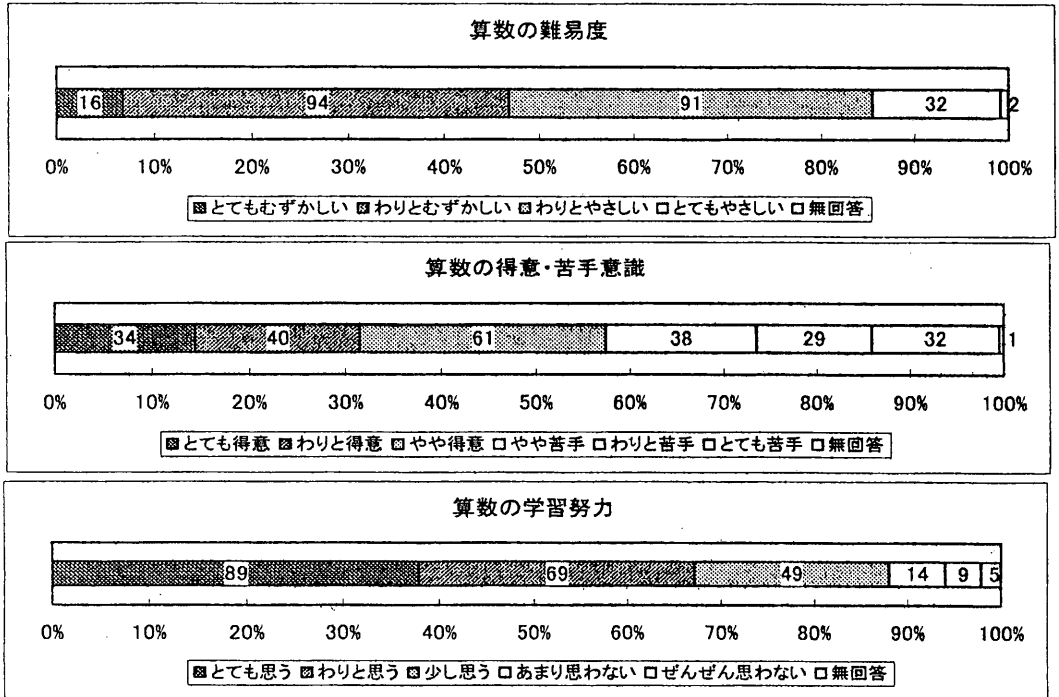 算数の難易度
16 94 91 32 2
0% 10% 20% 30% 40% 50% 60% 70% 80% 90% 100%
とてもむずかしい わりとむずかしい わりとやさしい とてもやさしい 無回答
算数の得意・苦手意識
34 40 61 38 29 32 1
0% 10% 20% 30% 40% 50% 60% 70% 80% 90% 100%
とても得意 わりと得意 やや得意 やや苦手 わりと苦手 とても苦手 無回答
算数の学習努力
89 69 49 14 9 5
0% 10% 20% 30% 40% 50% 60% 70% 80% 90% 100%
とても思う わりと思う 少し思う あまり思わない ぜんぜん思わない 無回答